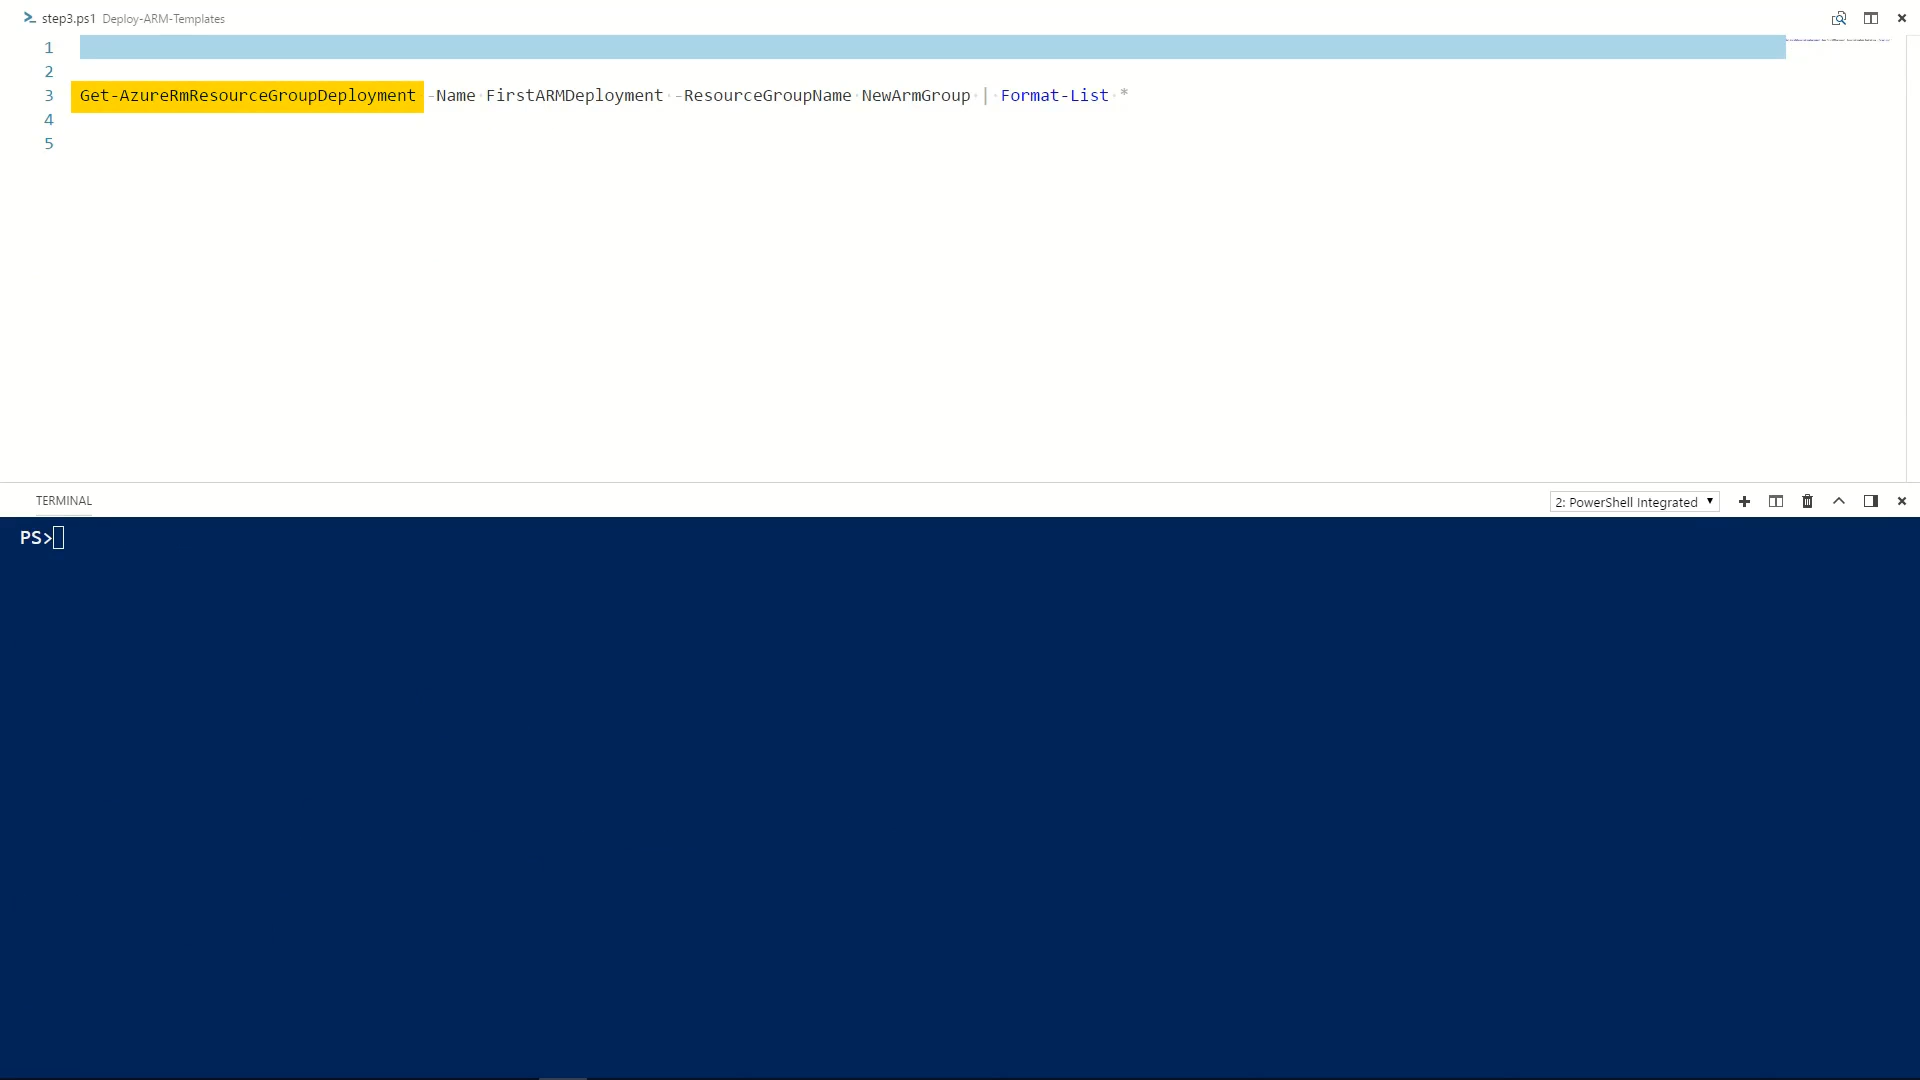 step3.ps1 Deploy-ARM-Templates
1
2
3 Get-AzureRmResourceGroupDeployment -Name FirstARMDeployment -ResourceGroupName NewArmGroup | Format-List *
4
5
TERMINAL
2: PowerShell Integrated
PS>